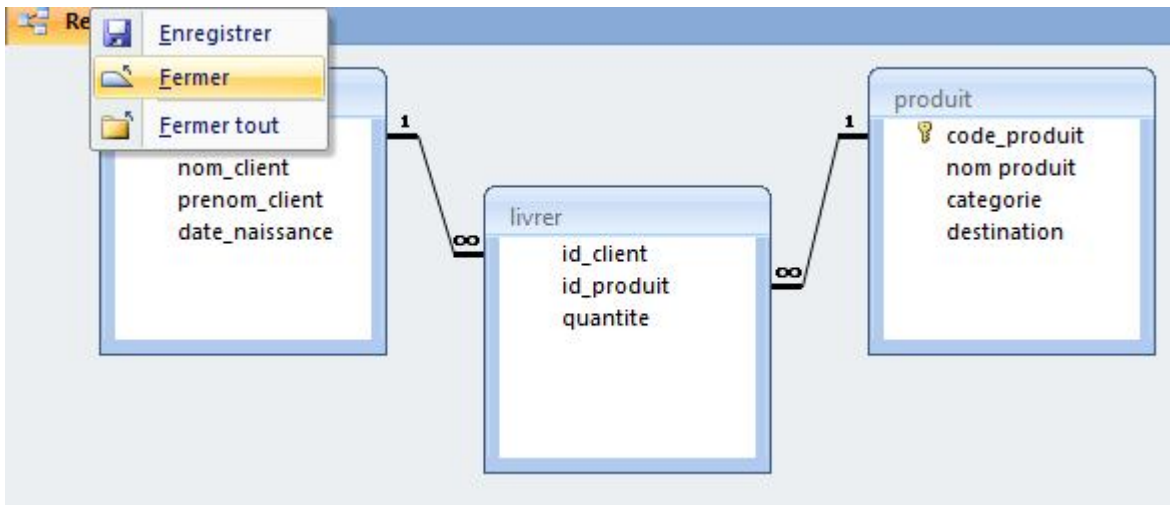 Re
Enregistrer
Fermer
Fermer tout
nom_client
prenom_client
date_naissance
1
∞
livrer
id_client
id_produit
quantite
∞
1
produit
code_produit
nom produit
categorie
destination